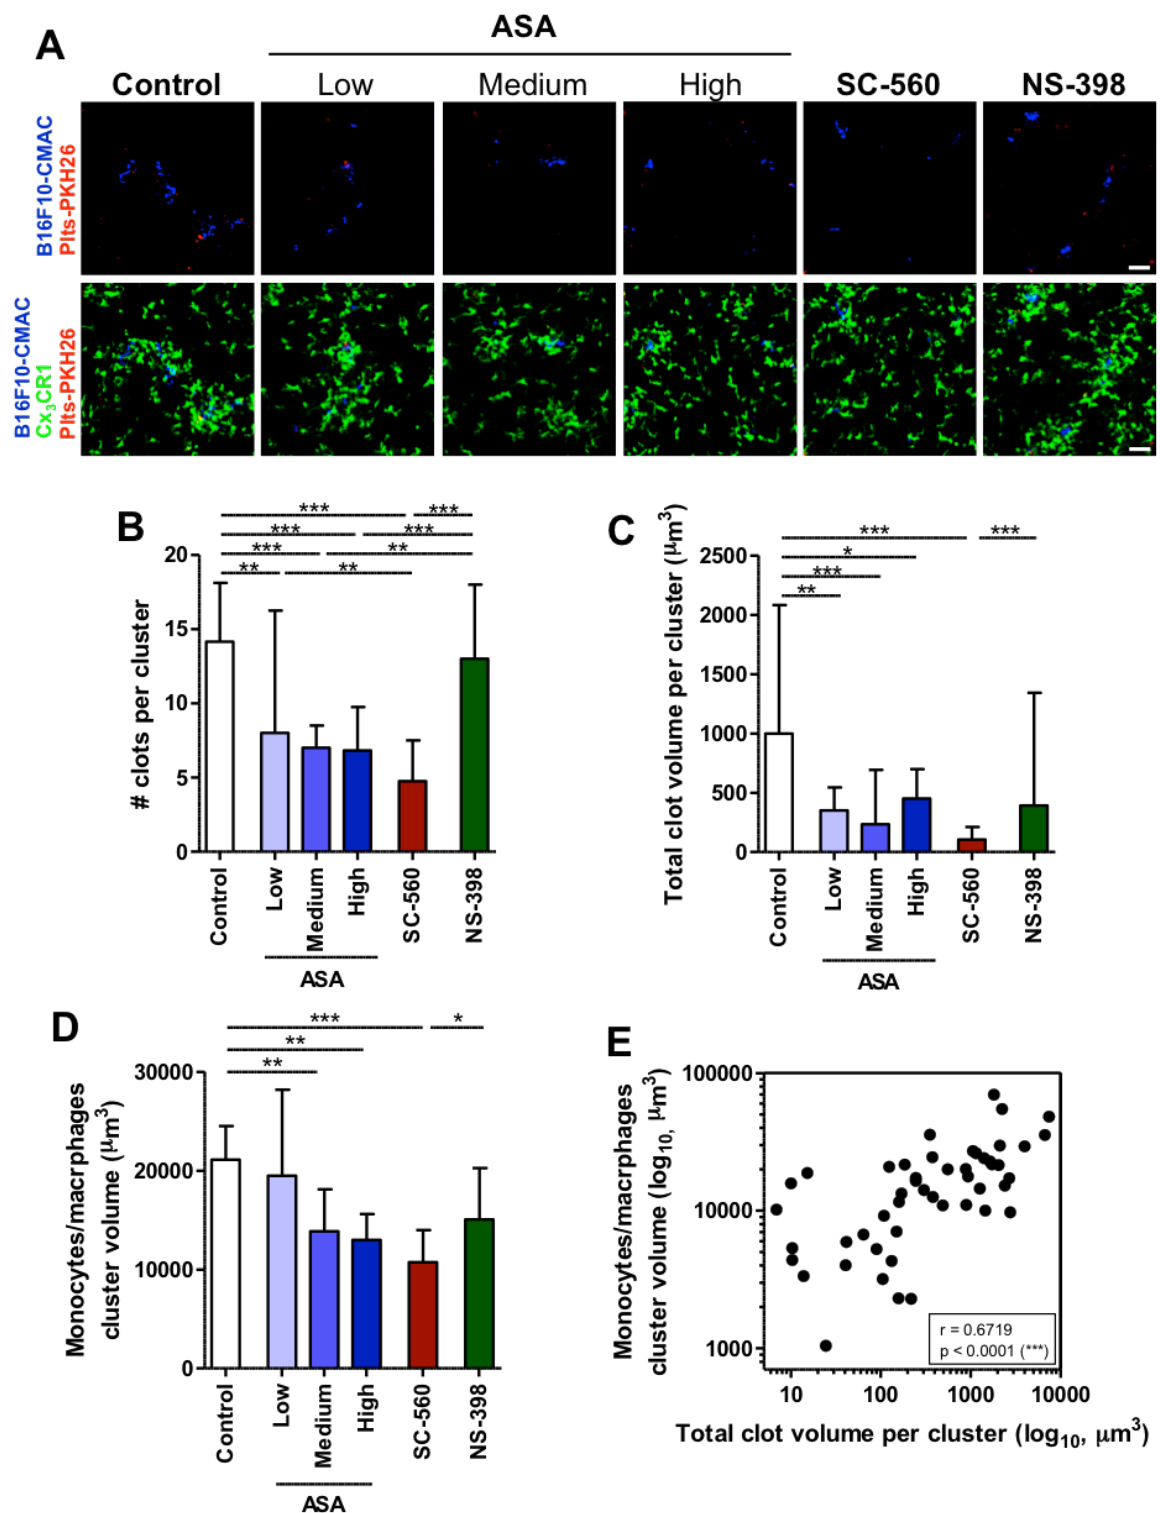 A
ASA
Control Low Medium High SC-560 NS-398
B16F10-CMAC
Plts-PKH26
B16F10-CMAC
Cx3CR1
Plts-PKH26
B
*** ***
*** ***
*** **
** **
# clots per cluster
20
15
10
5
0
Control Low Medium High SC-560 NS-398
ASA
C
*** ***
*
***
**
Total clot volume per cluster (μm3)
2500
2000
1500
1000
500
0
Control Low Medium High SC-560 NS-398
ASA
D
*** *
**
**
Monocytes/macrphages
cluster volume (μm3)
30000
20000
10000
0
Control Low Medium High SC-560 NS-398
ASA
E
Monocytes/macrphages
cluster volume (log10, μm3)
100000
10000
1000
r = 0.6719
p < 0.0001 (***)
10 100 1000 10000
Total clot volume per cluster (log10, μm3)